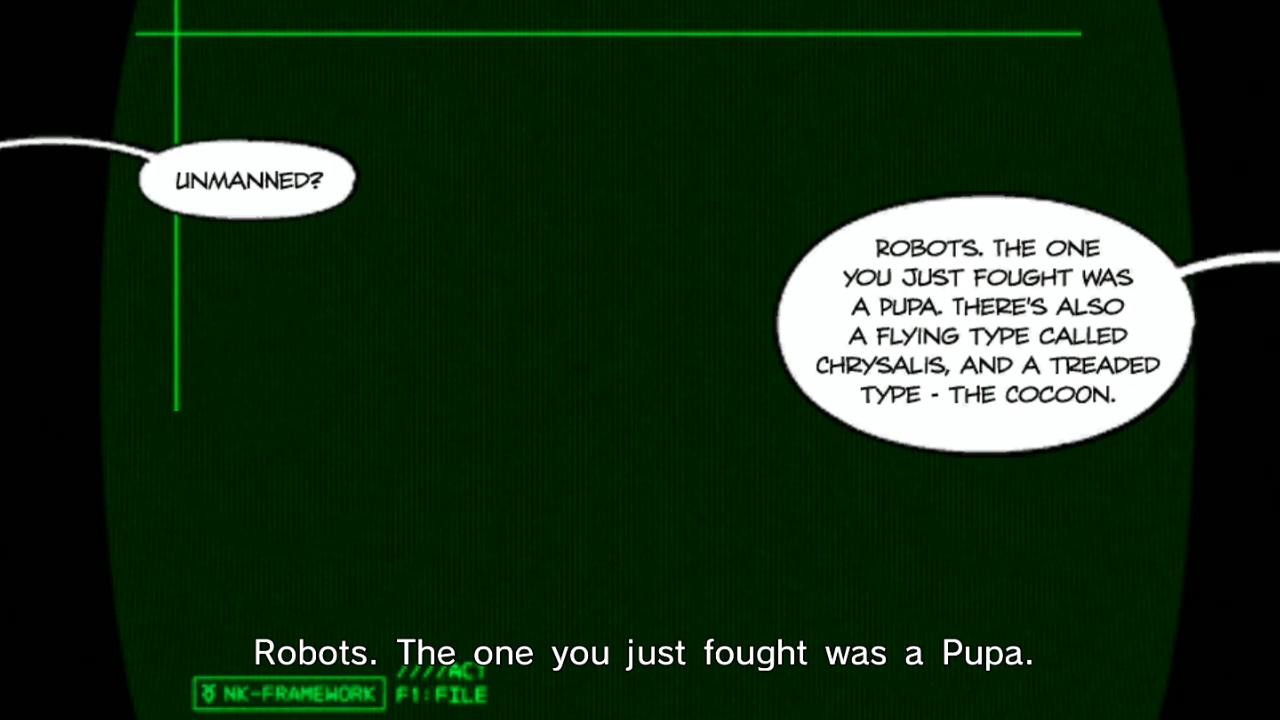 UNMANNED?
ROBOTS. THE ONE
YOU JUST FOUGHT WAS
A PUPA. THERE'S ALSO
A FLYING TYPE CALLED
CHRYSALIS, AND A TREADED
TYPE - THE COCOON.
Robots. The one you just fought was a Pupa.
////ACT
NK-FRAMEWORK
F1:FILE